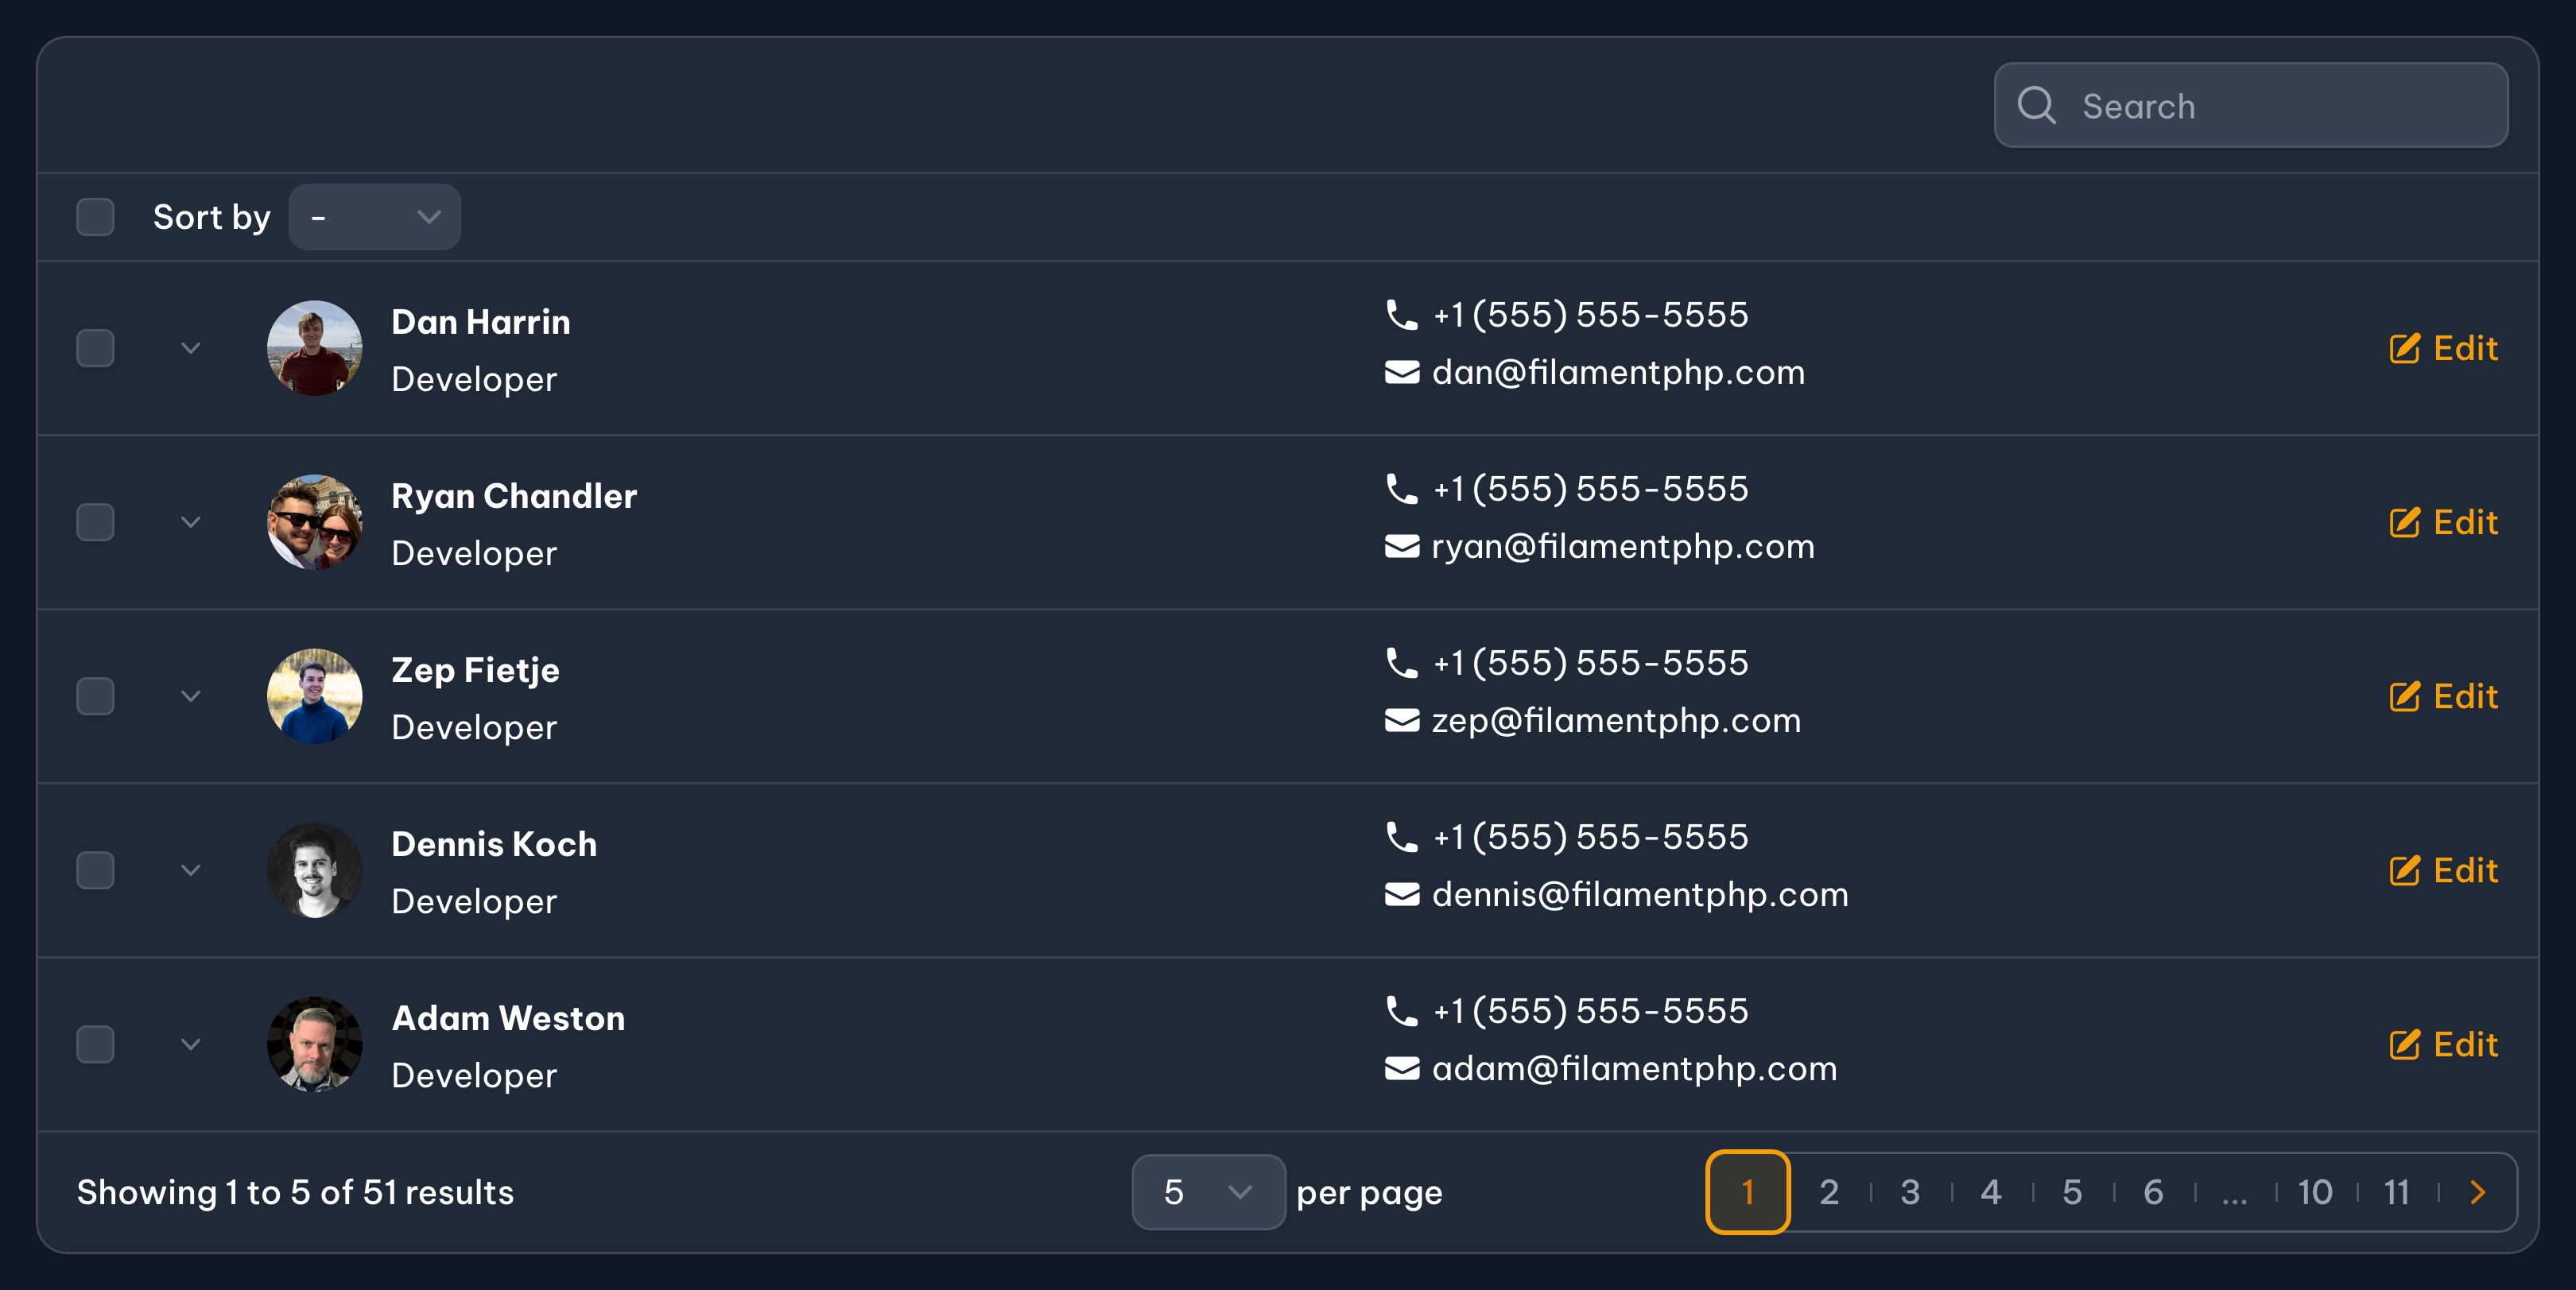 Search
Sort by -
Dan Harrin
Developer
+1 (555) 555-5555
dan@filamentphp.com
Edit
Ryan Chandler
Developer
+1 (555) 555-5555
ryan@filamentphp.com
Edit
Zep Fietje
Developer
+1 (555) 555-5555
zep@filamentphp.com
Edit
Dennis Koch
Developer
+1 (555) 555-5555
dennis@filamentphp.com
Edit
Adam Weston
Developer
+1 (555) 555-5555
adam@filamentphp.com
Edit
Showing 1 to 5 of 51 results
5 per page
1 2 3 4 5 6 ... 10 11